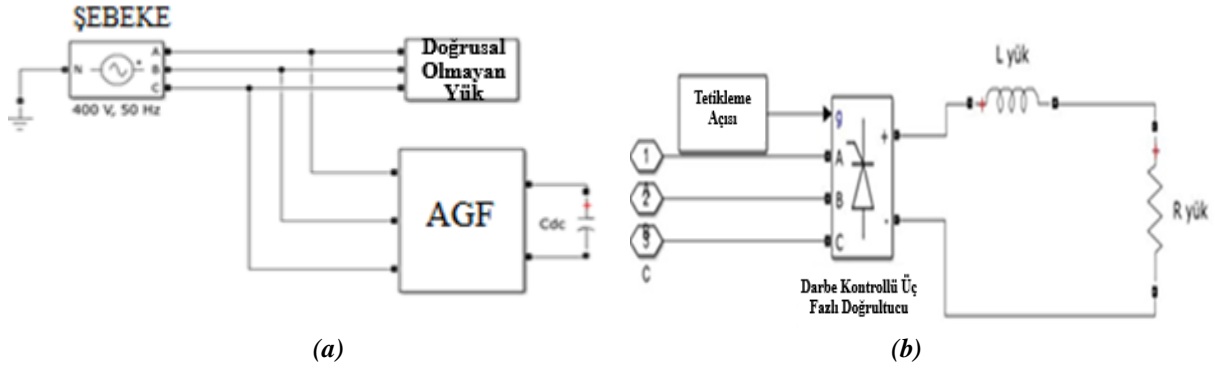 ŞEBEKE
N
A
B
C
400 V, 50 Hz
Doğrusal
Olmayan
Yük
AGF
Cdc
+
(a)
Tetikleme
Açısı
1
2
3
C
g
A
B
C
+
-
L yük
+
+
R yük
Darbe Kontrollü Üç
Fazlı Doğrultucu
(b)